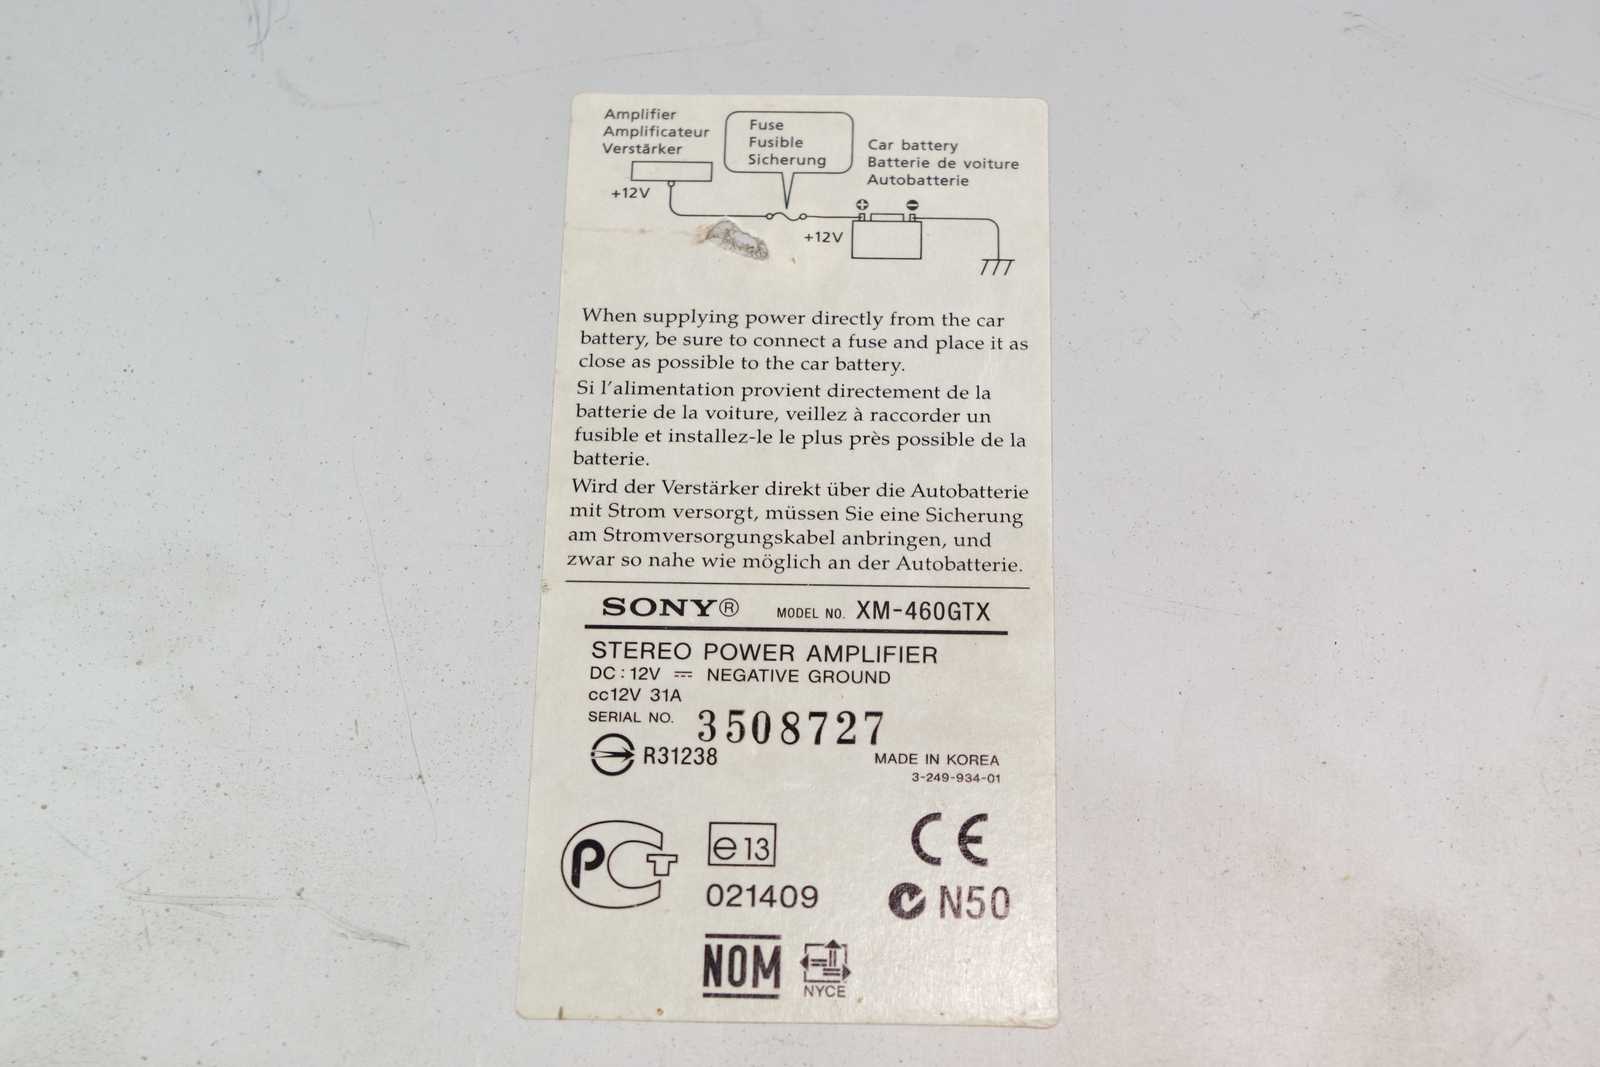 Amplifier
Amplificateur
Verstärker
+12V
Fuse
Fusible
Sicherung
Car battery
Batterie de voiture
Autobatterie
+12V
When supplying power directly from the car
battery, be sure to connect a fuse and place it as
close as possible to the car battery.
Si l'alimentation provient directement de la
batterie de la voiture, veillez à raccorder un
fusible et installez-le le plus près possible de la
batterie.
Wird der Verstärker direkt über die Autobatterie
mit Strom versorgt, müssen Sie eine Sicherung
am Stromversorgungskabel anbringen, und
zwar so nahe wie möglich an der Autobatterie.
SONY® MODEL NO. XM-460GTX
STEREO POWER AMPLIFIER
DC : 12V ⎓ NEGATIVE GROUND
cc12V 31A
SERIAL NO. 3508727
R31238
MADE IN KOREA
3-249-934-01
PCT
e13
021409
CE
N50
NOM
NYCE